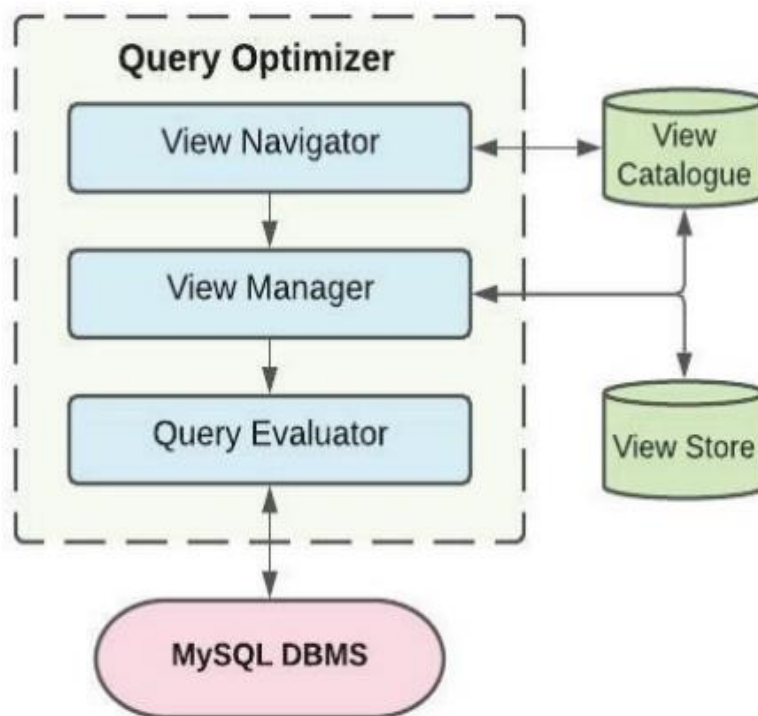 Query Optimizer
View Navigator
View
Catalogue
View Manager
Query Evaluator
View Store
MySQL DBMS